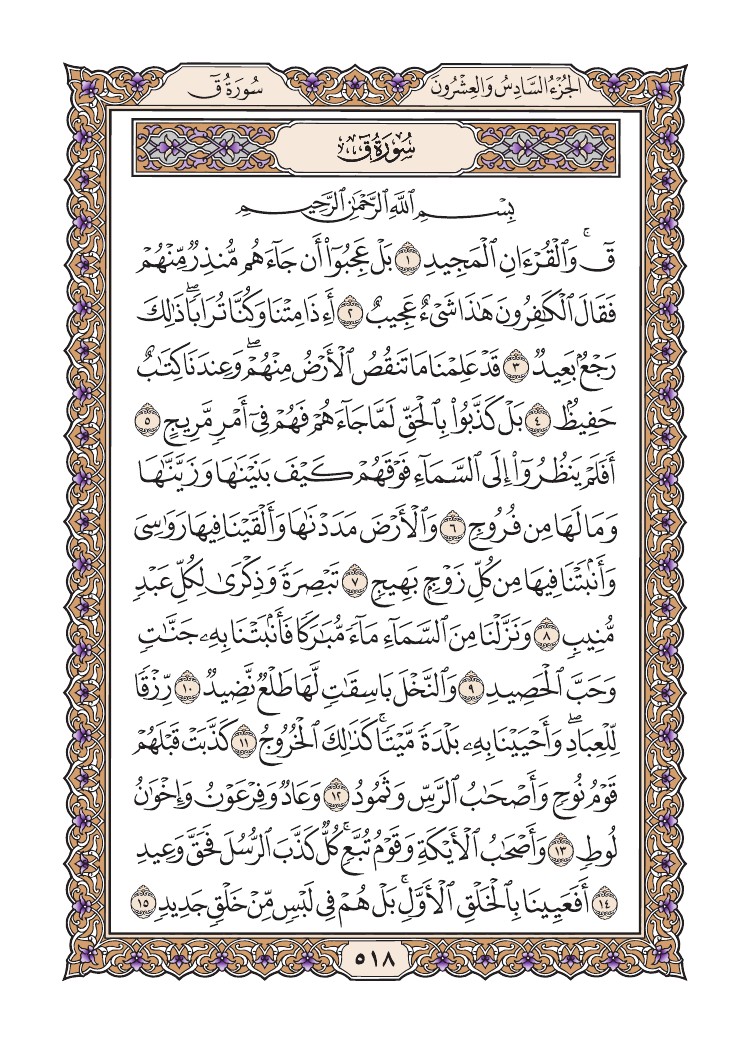 الجُزْءُ السَّادِسُ وَالعِشْرُونَ
سُورَةُ قٓ
سُورَةُ قٓ
بِسْمِ ٱللَّهِ ٱلرَّحْمَٰنِ ٱلرَّحِيمِ
قٓۚ وَٱلْقُرْءَانِ ٱلْمَجِيدِ ١ بَلْ عَجِبُوٓا۟ أَن جَآءَهُم مُّنذِرٌ مِّنْهُمْ
فَقَالَ ٱلْكَٰفِرُونَ هَٰذَا شَىْءٌ عَجِيبٌ ٢ أَءِذَا مِتْنَا وَكُنَّا تُرَابًاۖ ذَٰلِكَ
رَجْعٌۢ بَعِيدٌ ٣ قَدْ عَلِمْنَا مَا تَنقُصُ ٱلْأَرْضُ مِنْهُمْۖ وَعِندَنَا كِتَٰبٌ
حَفِيظٌۢ ٤ بَلْ كَذَّبُوا۟ بِٱلْحَقِّ لَمَّا جَآءَهُمْ فَهُمْ فِىٓ أَمْرٍ مَّرِيجٍ ٥
أَفَلَمْ يَنظُرُوٓا۟ إِلَى ٱلسَّمَآءِ فَوْقَهُمْ كَيْفَ بَنَيْنَٰهَا وَزَيَّنَّٰهَا
وَمَا لَهَا مِن فُرُوجٍ ٦ وَٱلْأَرْضَ مَدَدْنَٰهَا وَأَلْقَيْنَا فِيهَا رَوَٰسِىَ
وَأَنۢبَتْنَا فِيهَا مِن كُلِّ زَوْجٍۭ بَهِيجٍ ٧ تَبْصِرَةً وَذِكْرَىٰ لِكُلِّ عَبْدٍ
مُّنِيبٍ ٨ وَنَزَّلْنَا مِنَ ٱلسَّمَآءِ مَآءً مُّبَٰرَكًا فَأَنۢبَتْنَا بِهِۦ جَنَّٰتٍ
وَحَبَّ ٱلْحَصِيدِ ٩ وَٱلنَّخْلَ بَاسِقَٰتٍ لَّهَا طَلْعٌ نَّضِيدٌ ١٠ رِّزْقًا
لِّلْعِبَادِۖ وَأَحْيَيْنَا بِهِۦ بَلْدَةً مَّيْتًاۚ كَذَٰلِكَ ٱلْخُرُوجُ ١١ كَذَّبَتْ قَبْلَهُمْ
قَوْمُ نُوحٍ وَأَصْحَٰبُ ٱلرَّسِّ وَثَمُودُ ١٢ وَعَادٌ وَفِرْعَوْنُ وَإِخْوَٰنُ
لُوطٍ ١٣ وَأَصْحَٰبُ ٱلْأَيْكَةِ وَقَوْمُ تُبَّعٍۚ كُلٌّ كَذَّبَ ٱلرُّسُلَ فَحَقَّ وَعِيدِ
١٤ أَفَعَيِينَا بِٱلْخَلْقِ ٱلْأَوَّلِۚ بَلْ هُمْ فِى لَبْسٍ مِّنْ خَلْقٍ جَدِيدٍ ١٥
٥١٨